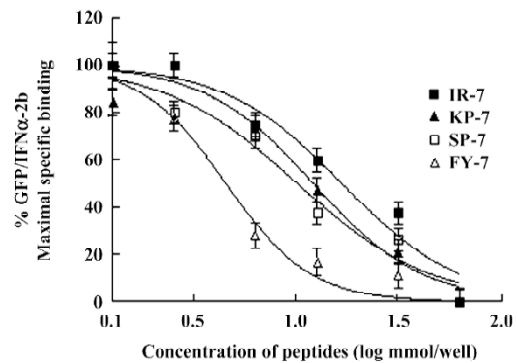 % GFP/IFNα-2b
Maximal specific binding
120
100
80
60
40
20
0
0.1
0.5
1.0
1.5
2.0
IR-7
KP-7
SP-7
FY-7
Concentration of peptides (log mmol/well)